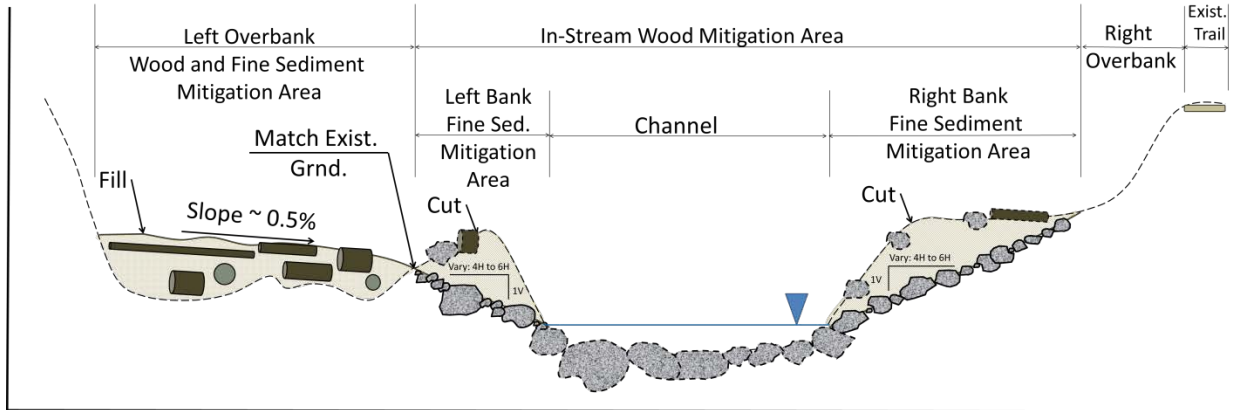 Left Overbank
Wood and Fine Sediment
Mitigation Area
In-Stream Wood Mitigation Area
Right
Overbank
Exist.
Trail
Left Bank
Fine Sed.
Mitigation
Area
Channel
Right Bank
Fine Sediment
Mitigation Area
Match Exist.
Grnd.
Fill
Slope ~ 0.5%
Cut
Vary: 4H to 6H
1V
Cut
Vary: 4H to 6H
1V